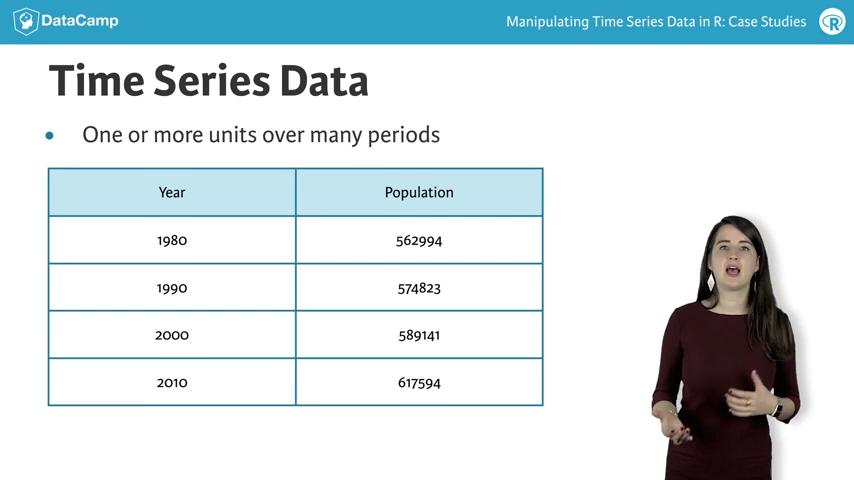 DataCamp
Manipulating Time Series Data in R: Case Studies
R
Time Series Data
• One or more units over many periods
Year Population
1980 562994
1990 574823
2000 589141
2010 617594